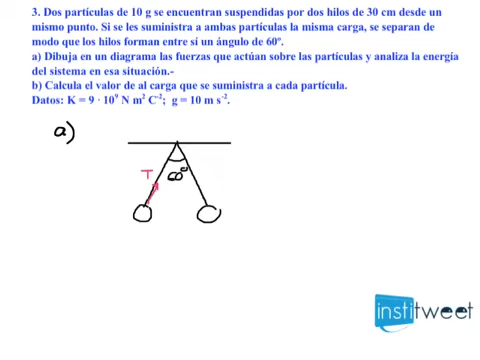 3. Dos partículas de 10 g se encuentran suspendidas por dos hilos de 30 cm desde un
mismo punto. Si se les suministra a ambas partículas la misma carga, se separan de
modo que los hilos forman entre sí un ángulo de 60º.
a) Dibuja en un diagrama las fuerzas que actúan sobre las partículas y analiza la energía
del sistema en esa situación.-
b) Calcula el valor de al carga que se suministra a cada partícula.
Datos: K = 9 · 10⁹ N m² C⁻²; g = 10 m s⁻².
a)
T
60º
institweet